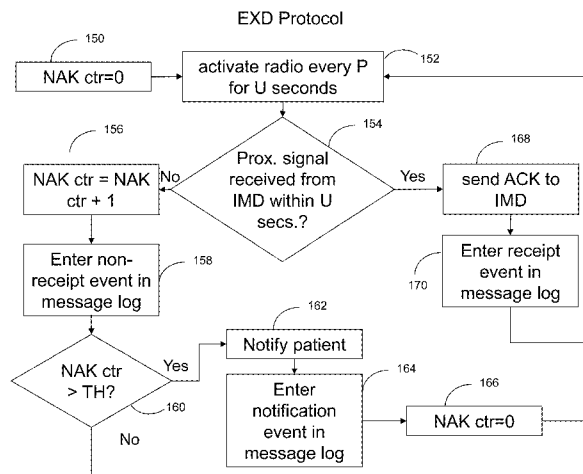 EXD Protocol
150
NAK ctr=0
activate radio every P
for U seconds
152
154
Prox. signal
received from
IMD within U
secs.?
No
Yes
156
NAK ctr = NAK
ctr + 1
168
send ACK to
IMD
Enter non-
receipt event in
message log
158
170
Enter receipt
event in
message log
NAK ctr
> TH?
160
Yes
No
162
Notify patient
Enter
notification
event in
message log
164
166
NAK ctr=0